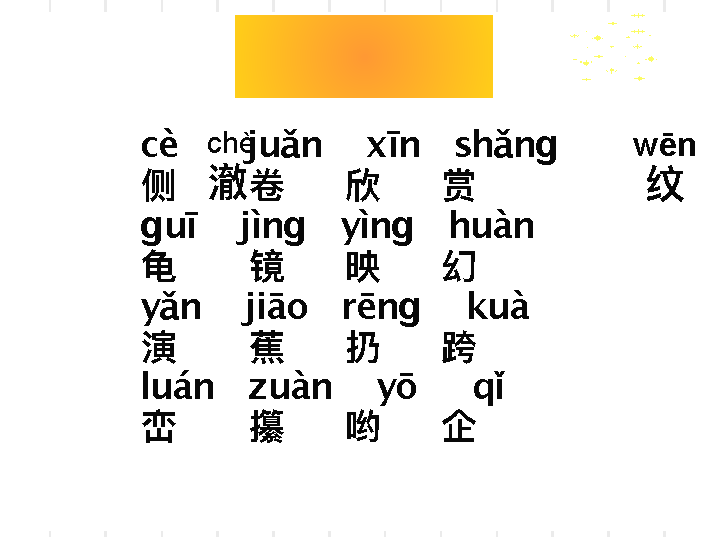 cè chè juǎn xīn shǎng wēn
侧 澈 卷 欣 赏 纹
guī jìng yìng huàn
龟 镜 映 幻
yǎn jiāo rēng kuà
演 蕉 扔 跨
luán zuàn yō qǐ
峦 攥 哟 企